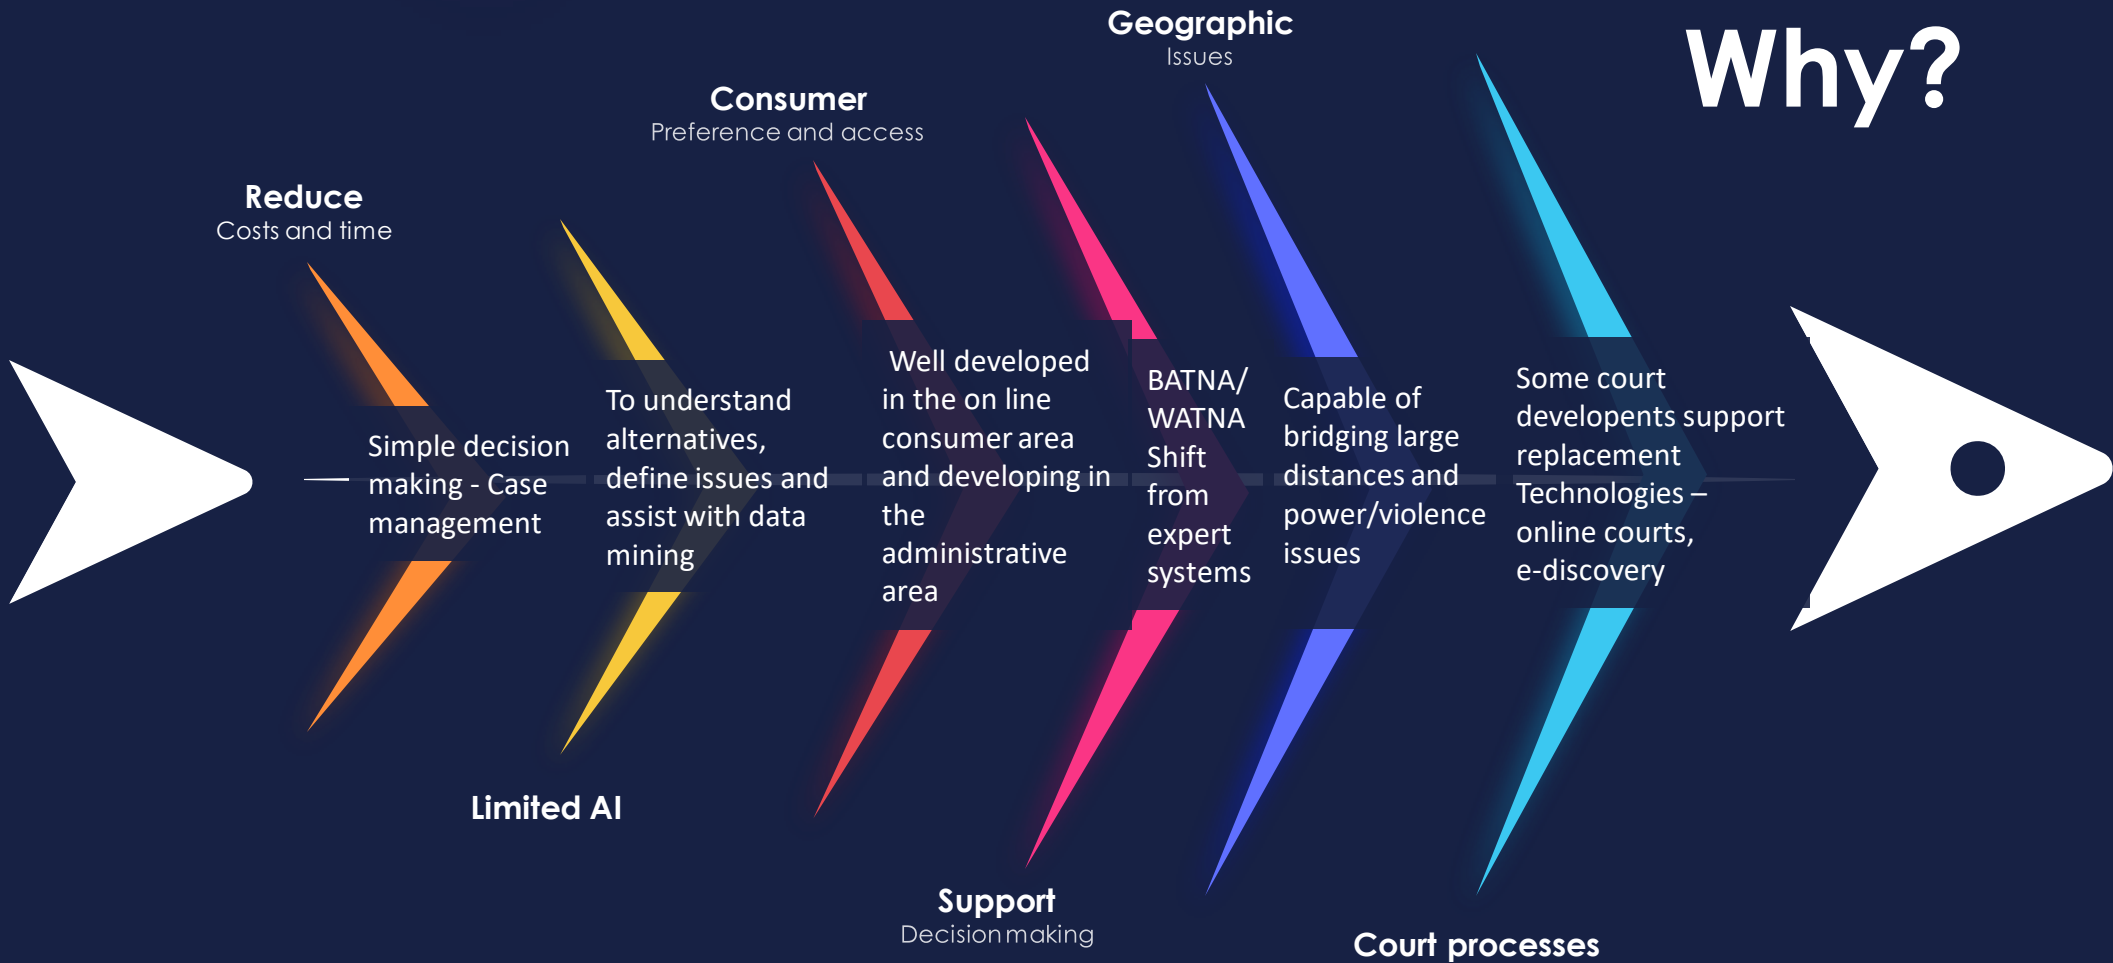 Why?
Geographic
Issues
Consumer
Preference and access
Reduce
Costs and time
Simple decision
making - Case
management
To understand
alternatives,
define issues and
assist with data
mining
Well developed
in the on line
consumer area
and developing in
the
administrative
area
BATNA/
WATNA
Shift
from
expert
systems
Capable of
bridging large
distances and
power/violence
issues
Some court
developents support
replacement
Technologies –
online courts,
e-discovery
Limited AI
Support
Decision making
Court processes